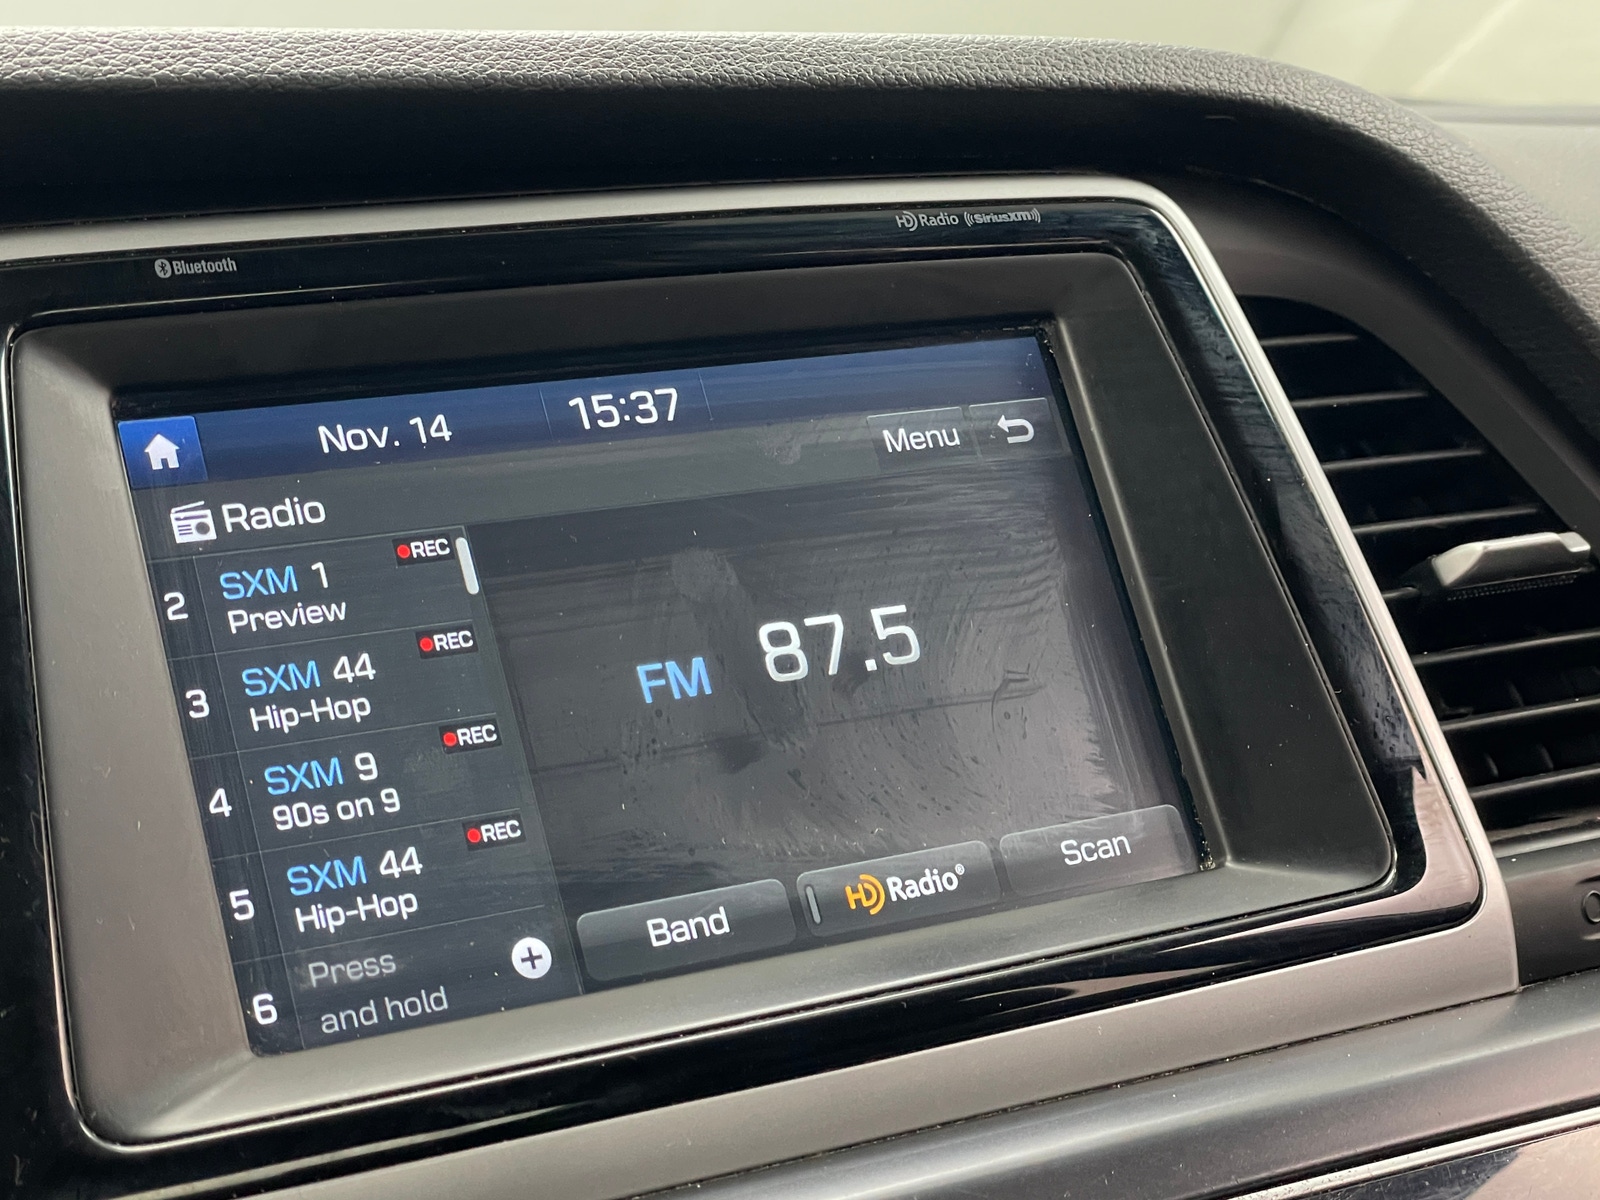 Bluetooth
HD Radio ((SiriusXM))
Nov. 14
15:37
Menu
Radio
2
SXM 1
REC
Preview
3
SXM 44
REC
Hip-Hop
4
SXM 9
REC
90s on 9
5
SXM 44
REC
Hip-Hop
6
Press
and hold
FM 87.5
Band
HD Radio®
Scan